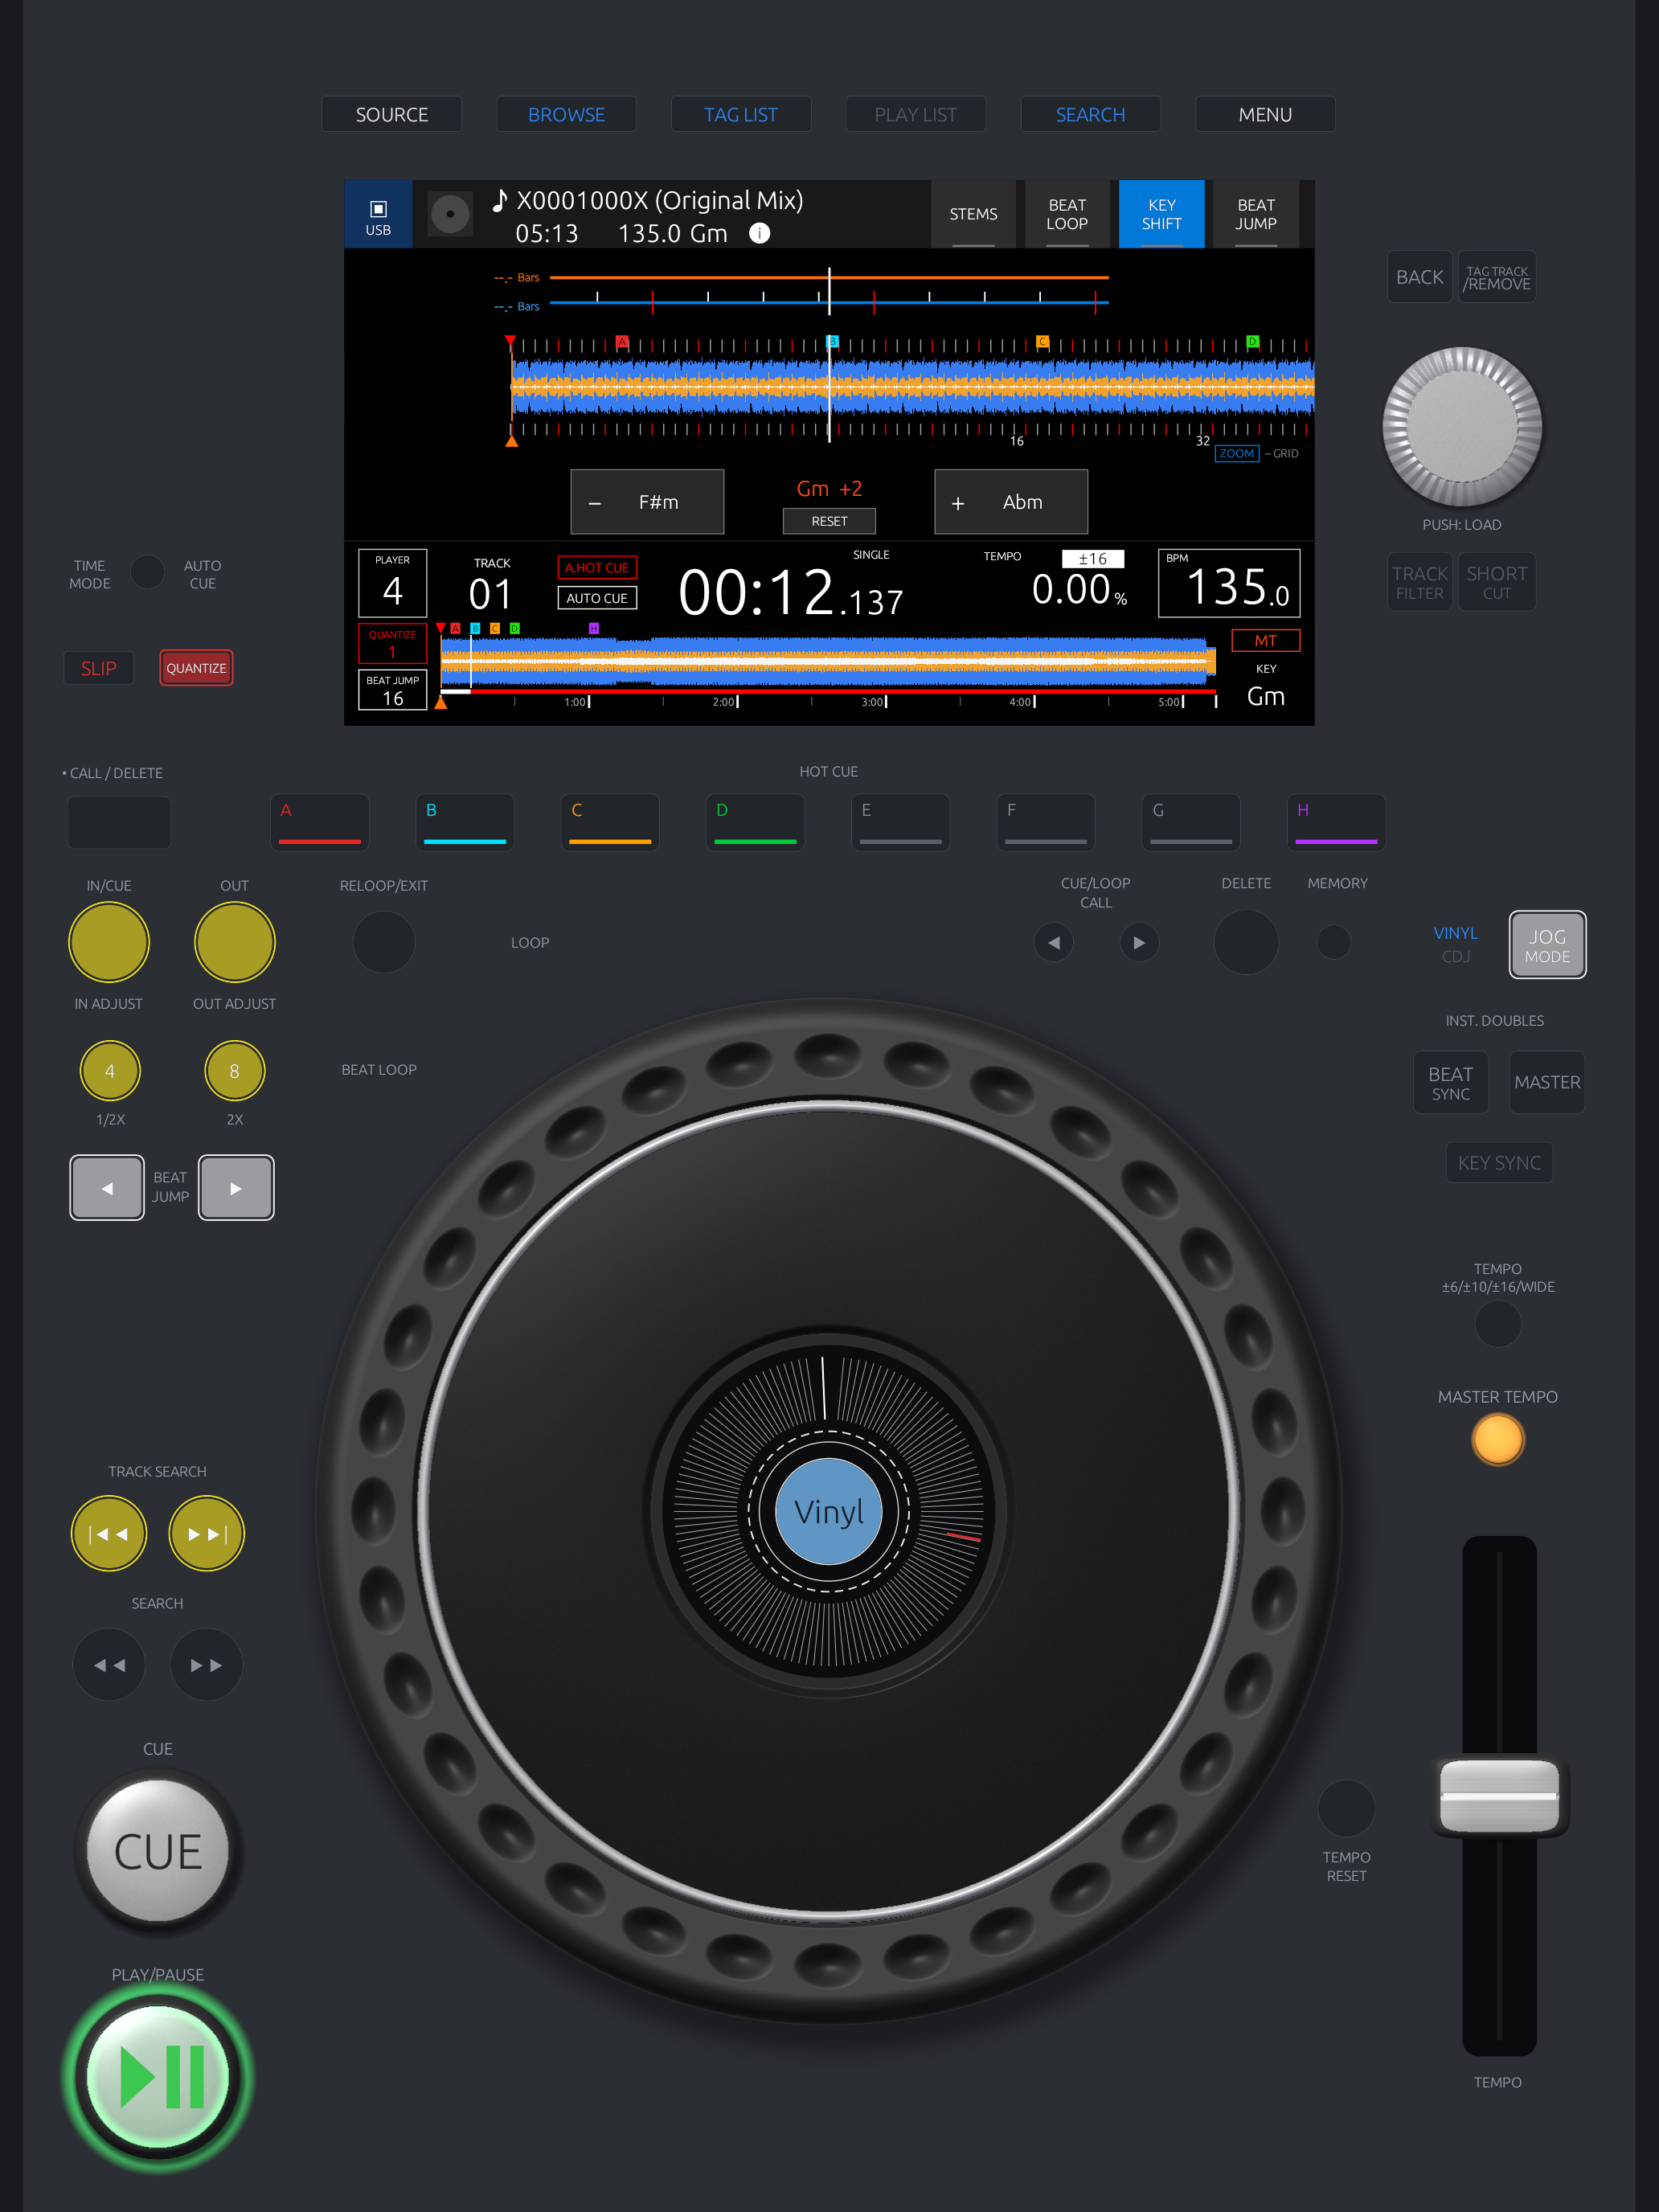 SOURCE
BROWSE
TAG LIST
PLAY LIST
SEARCH
MENU
USB
X0001000X (Original Mix)
05:13 135.0 Gm i
STEMS
BEAT
LOOP
KEY
SHIFT
BEAT
JUMP
--.- Bars
--.- Bars
A
B
C
D
16
32
ZOOM – GRID
– F#m
Gm +2
RESET
+ Abm
BACK
TAG TRACK
/REMOVE
PUSH: LOAD
TRACK
FILTER
SHORT
CUT
TIME
MODE
AUTO
CUE
SLIP
QUANTIZE
PLAYER
4
TRACK
01
A.HOT CUE
AUTO CUE
SINGLE
00:12.137
TEMPO
±16
0.00%
BPM
135.0
QUANTIZE
1
BEAT JUMP
16
A
B
C
D
H
1:00
2:00
3:00
4:00
5:00
MT
KEY
Gm
• CALL / DELETE
HOT CUE
A
B
C
D
E
F
G
H
IN/CUE
OUT
RELOOP/EXIT
LOOP
IN ADJUST
OUT ADJUST
4
8
BEAT LOOP
1/2X
2X
BEAT
JUMP
CUE/LOOP
CALL
DELETE
MEMORY
VINYL
CDJ
JOG
MODE
INST. DOUBLES
BEAT
SYNC
MASTER
KEY SYNC
TEMPO
±6/±10/±16/WIDE
MASTER TEMPO
Vinyl
TRACK SEARCH
SEARCH
CUE
CUE
PLAY/PAUSE
TEMPO
RESET
TEMPO